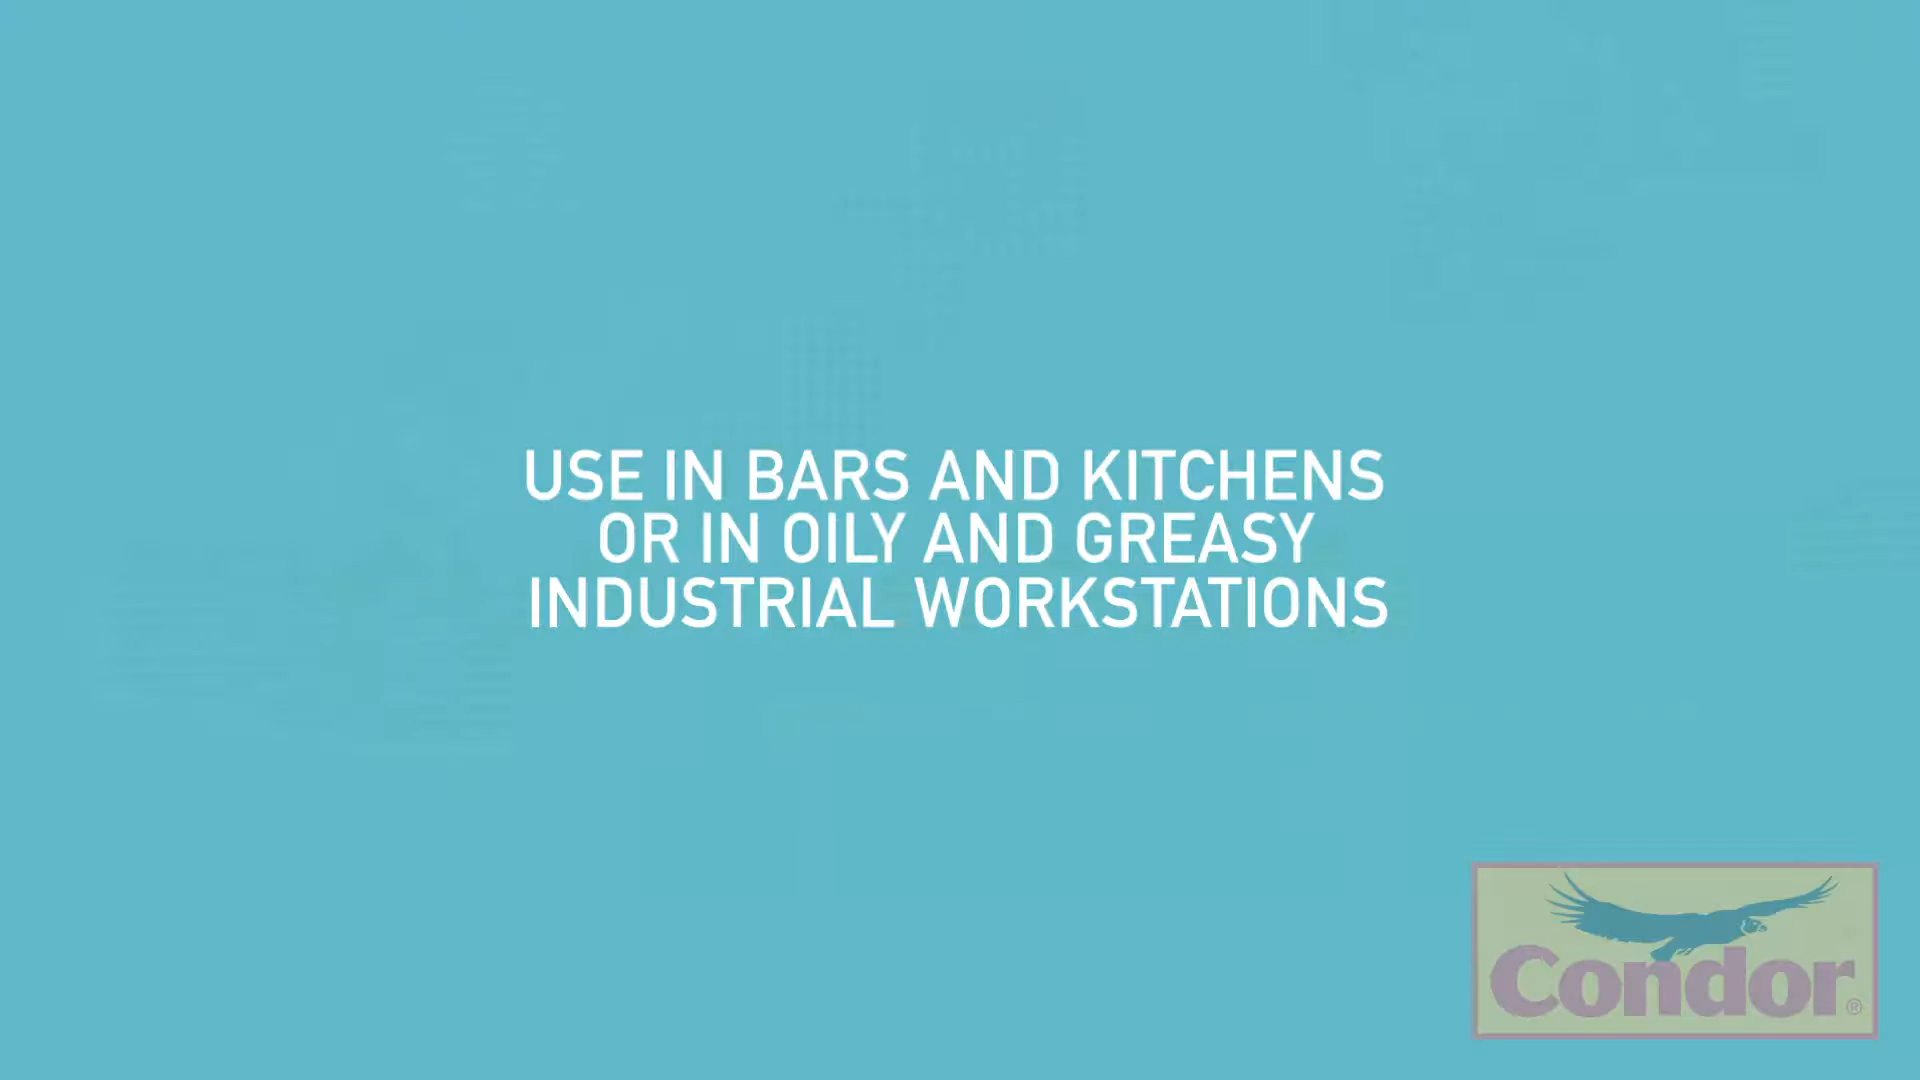 USE IN BARS AND KITCHENS
OR IN OILY AND GREASY
INDUSTRIAL WORKSTATIONS
Condor®